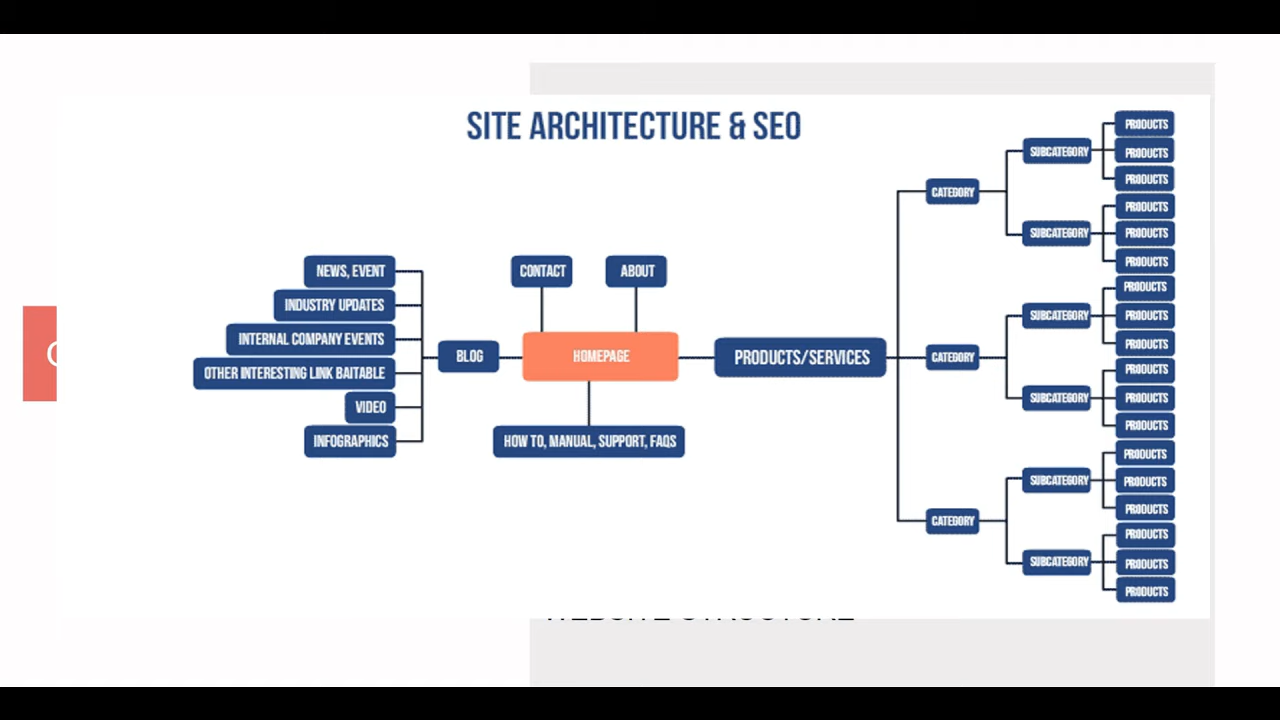 SITE ARCHITECTURE & SEO
NEWS, EVENT
INDUSTRY UPDATES
INTERNAL COMPANY EVENTS
OTHER INTERESTING LINK BAITABLE
VIDEO
INFOGRAPHICS
BLOG
CONTACT
ABOUT
HOMEPAGE
HOW TO, MANUAL, SUPPORT, FAQS
PRODUCTS/SERVICES
CATEGORY
SUBCATEGORY
PRODUCTS
PRODUCTS
PRODUCTS
SUBCATEGORY
PRODUCTS
PRODUCTS
PRODUCTS
CATEGORY
SUBCATEGORY
PRODUCTS
PRODUCTS
PRODUCTS
SUBCATEGORY
PRODUCTS
PRODUCTS
PRODUCTS
CATEGORY
SUBCATEGORY
PRODUCTS
PRODUCTS
PRODUCTS
SUBCATEGORY
PRODUCTS
PRODUCTS
PRODUCTS
WEBSITE STRUCTURE